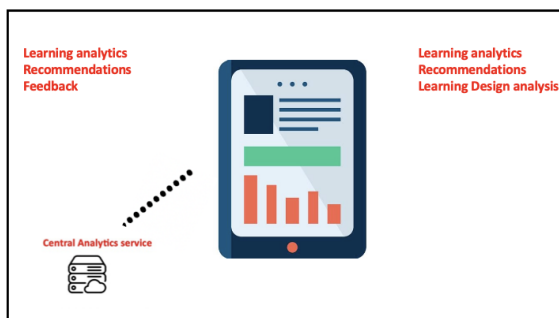 Learning analytics
Recommendations
Feedback
Learning analytics
Recommendations
Learning Design analysis
Central Analytics service